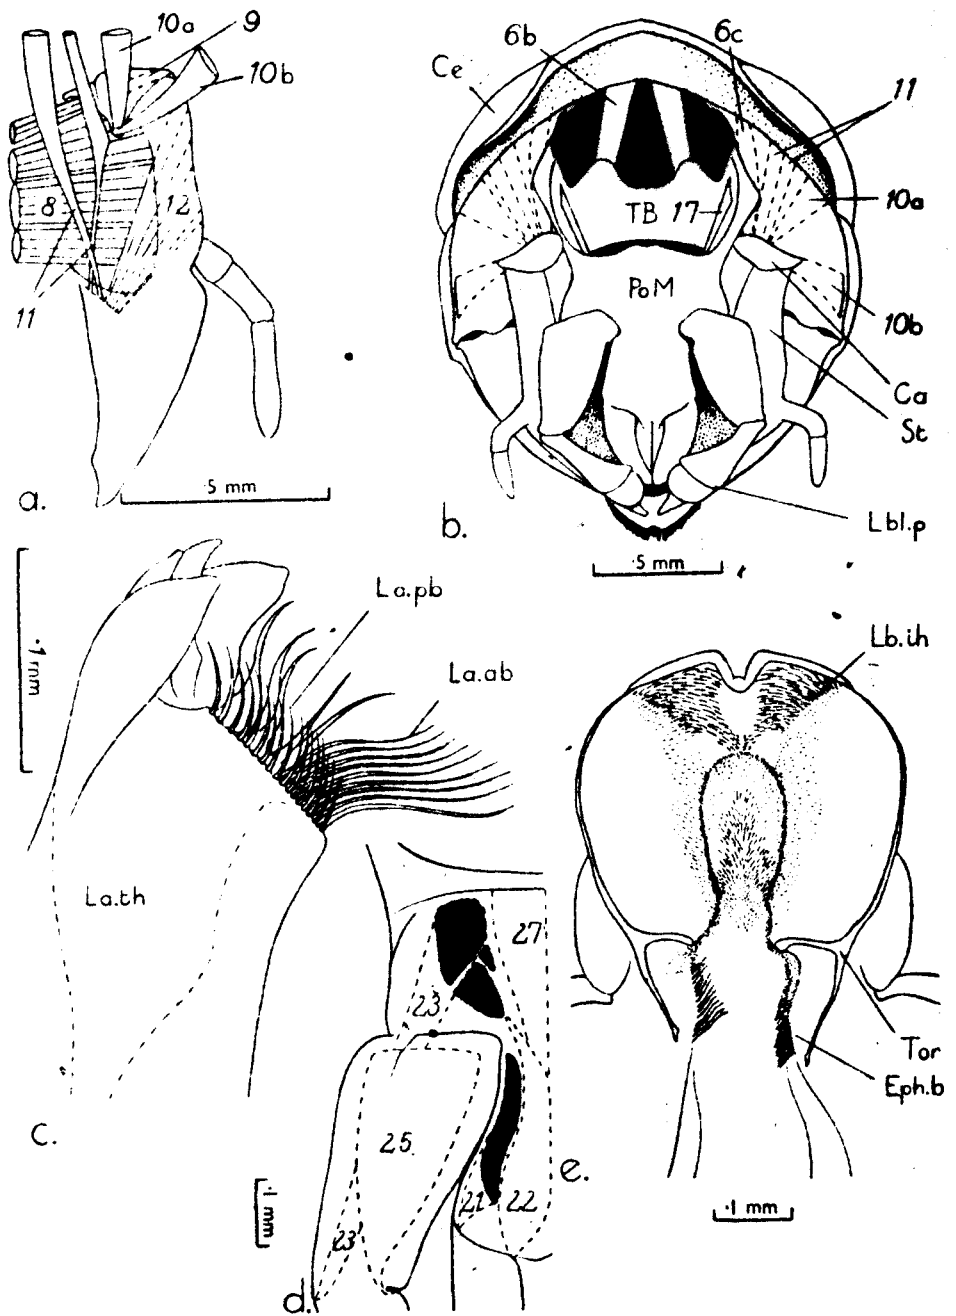 10a
9
10b
8
12
11
.5 mm
a.
6b
6c
Ce
11
10a
TB
17
PoM
10b
Ca
St
Lbl.p
b.
.5 mm
La.pb
La.ab
.1 mm
La.th
c.
Lb.ih
Tor
Eph.b
e.
.1 mm
27
23
25
21
22
23
.1 mm
d.